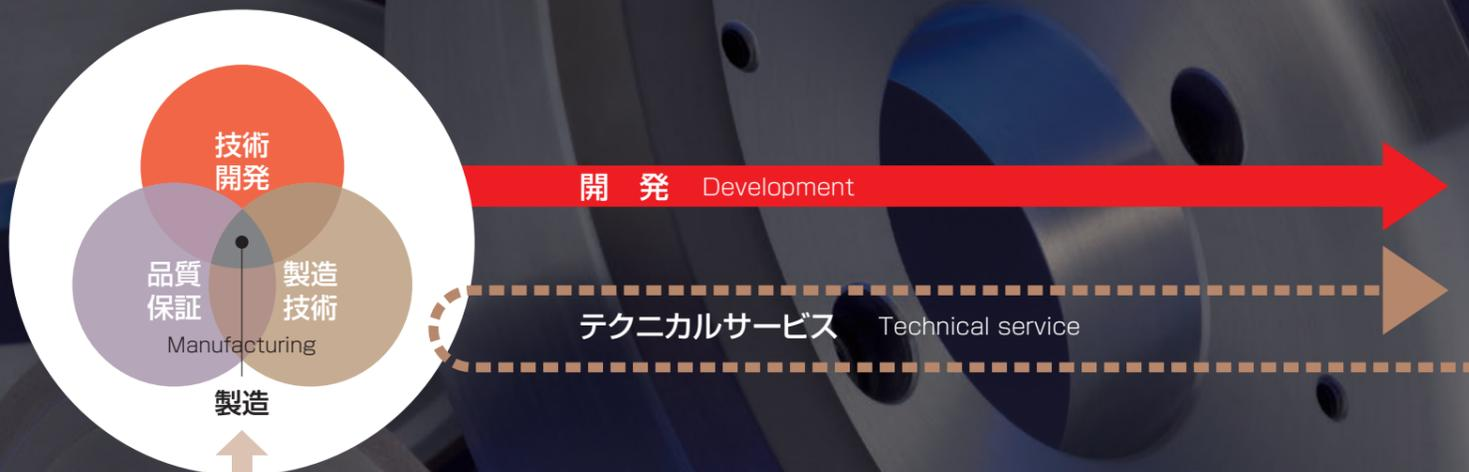 技術
開発
品質
保証
製造
技術
Manufacturing
製造
開 発 Development
テクニカルサービス Technical service